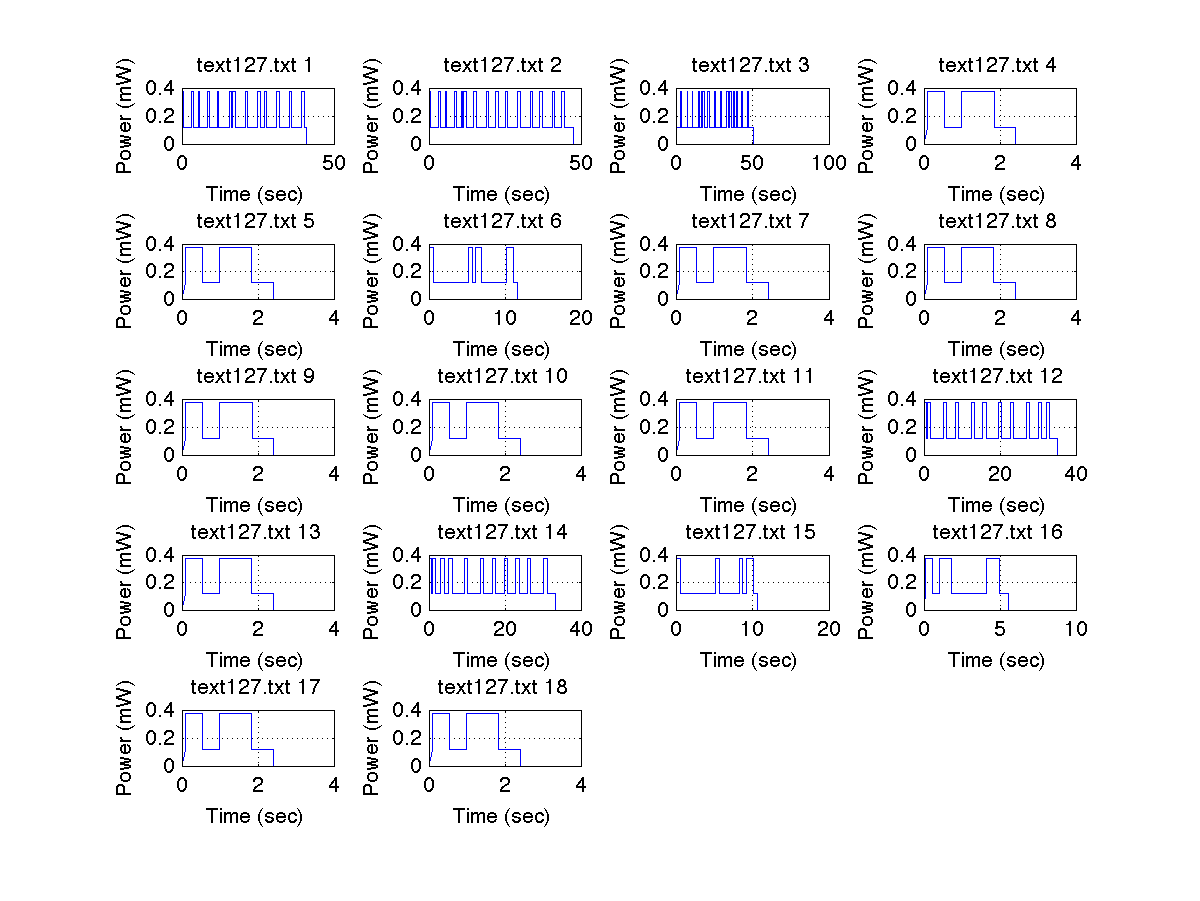 text127.txt 1
Power (mW)
0.4
0.2
0
0
50
Time (sec)
text127.txt 2
Power (mW)
0.4
0.2
0
0
50
Time (sec)
text127.txt 3
Power (mW)
0.4
0.2
0
0
50
100
Time (sec)
text127.txt 4
Power (mW)
0.4
0.2
0
0
2
4
Time (sec)
text127.txt 5
Power (mW)
0.4
0.2
0
0
2
4
Time (sec)
text127.txt 6
Power (mW)
0.4
0.2
0
0
10
20
Time (sec)
text127.txt 7
Power (mW)
0.4
0.2
0
0
2
4
Time (sec)
text127.txt 8
Power (mW)
0.4
0.2
0
0
2
4
Time (sec)
text127.txt 9
Power (mW)
0.4
0.2
0
0
2
4
Time (sec)
text127.txt 10
Power (mW)
0.4
0.2
0
0
2
4
Time (sec)
text127.txt 11
Power (mW)
0.4
0.2
0
0
2
4
Time (sec)
text127.txt 12
Power (mW)
0.4
0.2
0
0
20
40
Time (sec)
text127.txt 13
Power (mW)
0.4
0.2
0
0
2
4
Time (sec)
text127.txt 14
Power (mW)
0.4
0.2
0
0
20
40
Time (sec)
text127.txt 15
Power (mW)
0.4
0.2
0
0
10
20
Time (sec)
text127.txt 16
Power (mW)
0.4
0.2
0
0
5
10
Time (sec)
text127.txt 17
Power (mW)
0.4
0.2
0
0
2
4
Time (sec)
text127.txt 18
Power (mW)
0.4
0.2
0
0
2
4
Time (sec)